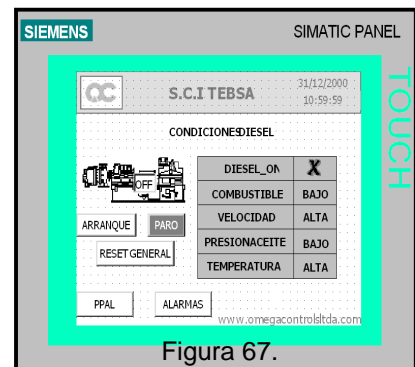 SIEMENS
SIMATIC PANEL
TOUCH
OC
S.C.I TEBSA
31/12/2000
10:59:59
CONDICIONESDIESEL
OFF
DIESEL_ON X
COMBUSTIBLE BAJO
VELOCIDAD ALTA
PRESIONACEITE BAJO
TEMPERATURA ALTA
ARRANQUE PARO
RESET GENERAL
PPAL ALARMAS
www.omegacontrolsltda.com
Figura 67.